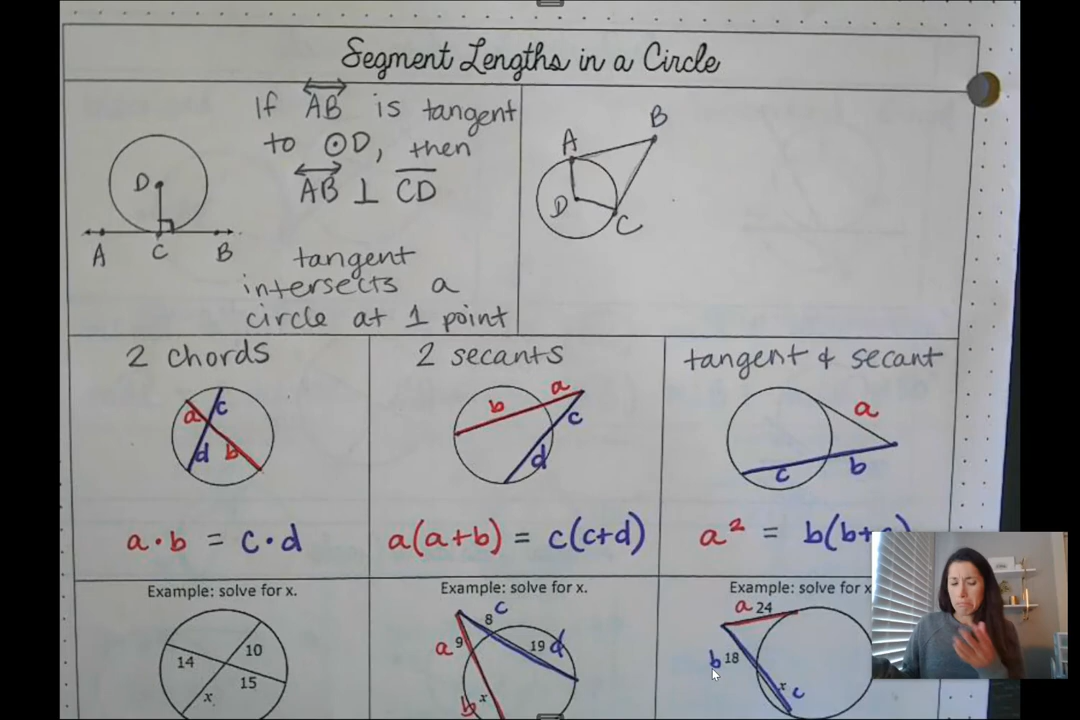 Segment Lengths in a Circle
If AB is tangent
to ⊙D, then
AB ⊥ CD
D
A C B
tangent
intersects a
circle at 1 point
A B
D C
2 chords
a c
d b
a·b = c·d
2 secants
b a
c
d
a(a+b) = c(c+d)
tangent & secant
a
c b
a² = b(b+
Example: solve for x.
14 10
15
x
Example: solve for x.
8 c
a 9 19 d
b x
Example: solve for x
a 24
b 18
x c